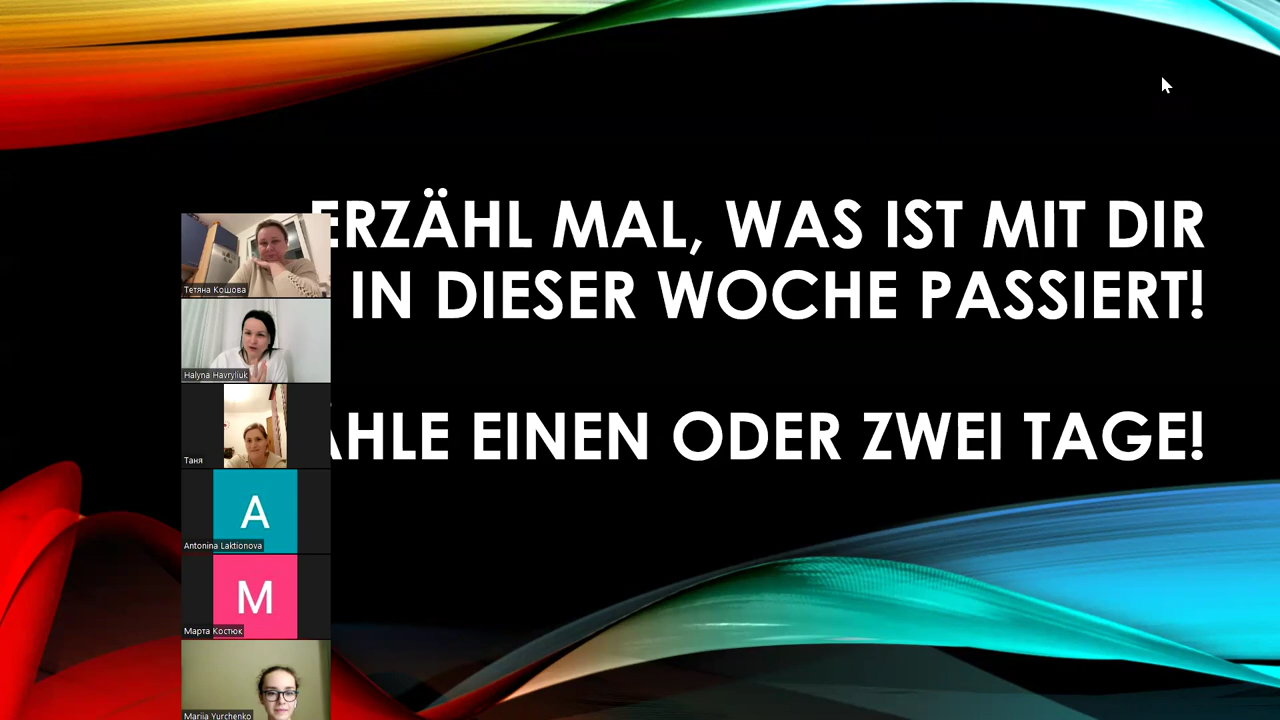 ERZÄHL MAL, WAS IST MIT DIR
IN DIESER WOCHE PASSIERT!
EINEN ODER ZWEI TAGE!
Тетяна Кошова
Halyna Havryliuk
Таня
A
Antonina Laktionova
M
Марта Костюк
Mariia Yurchenko